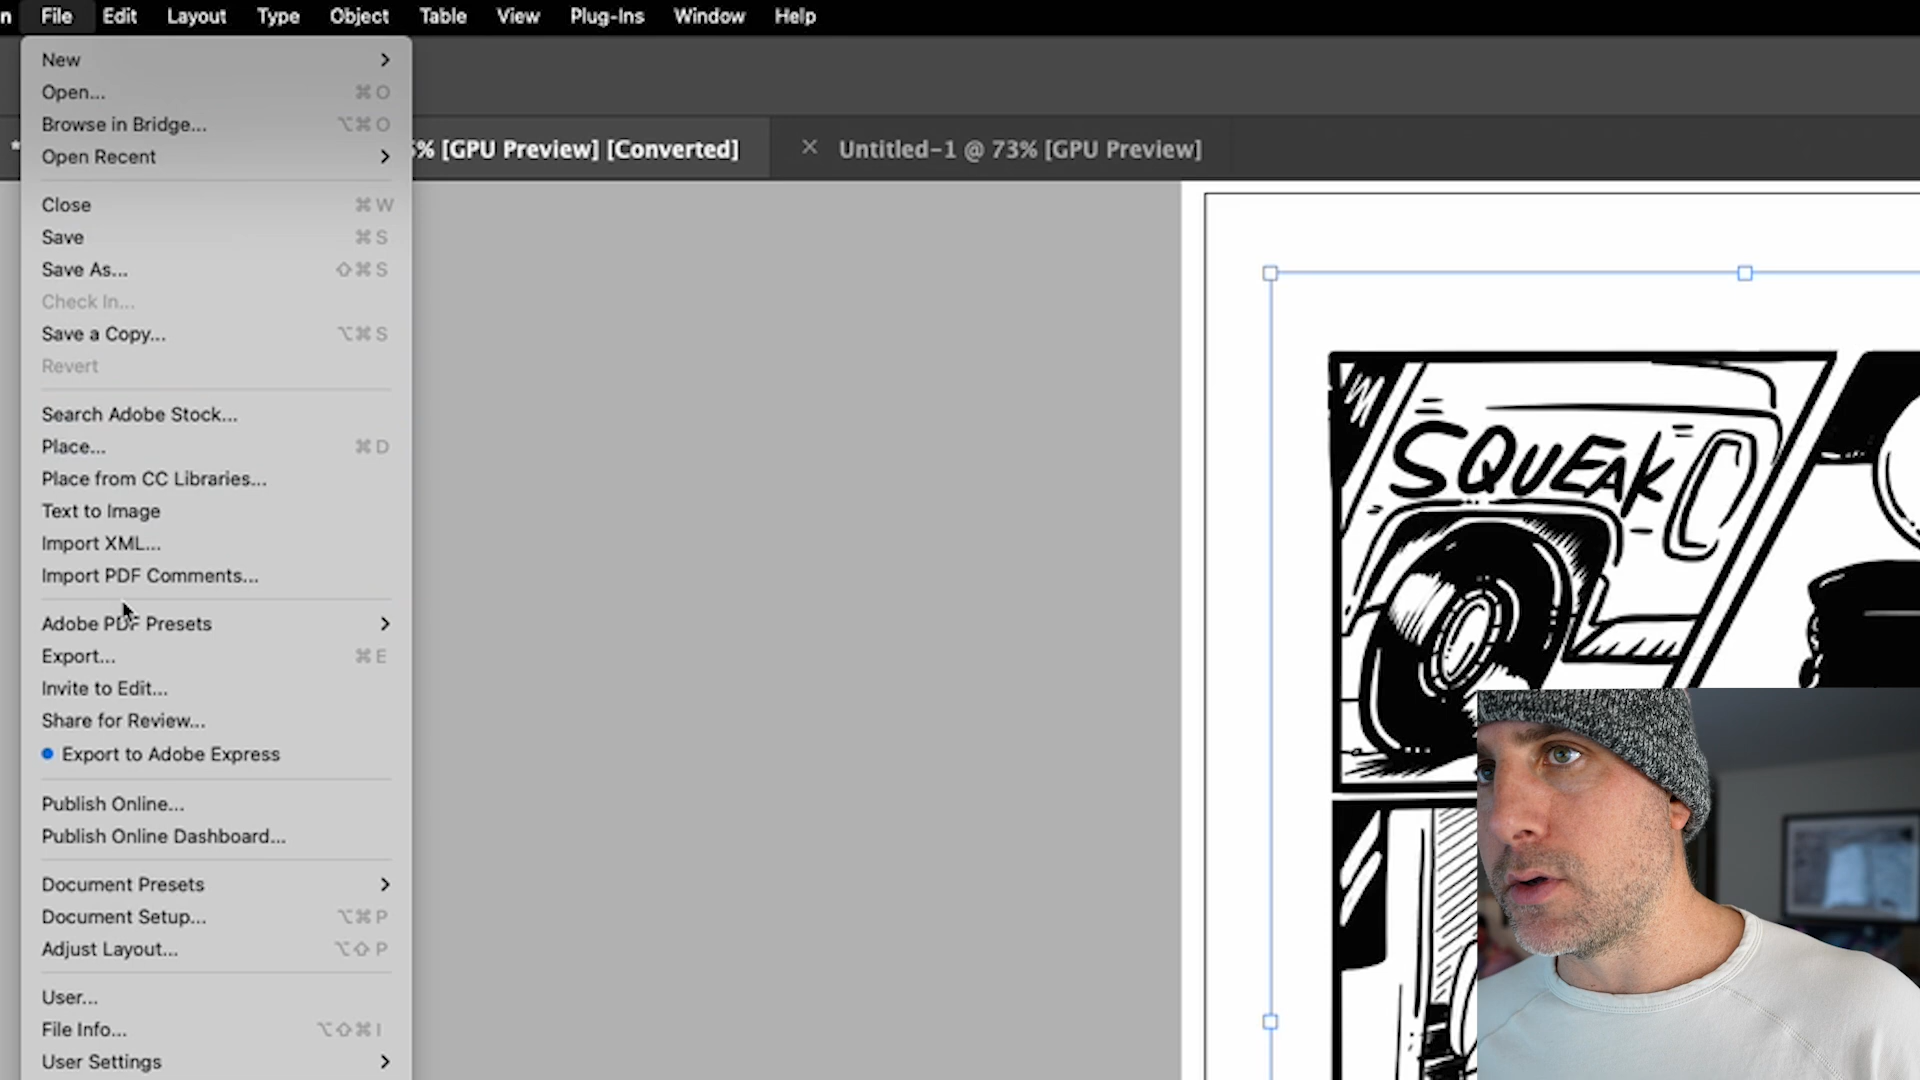 File Edit Layout Type Object Table View Plug-Ins Window Help
New
Open... ⌘ O
Browse in Bridge... ⌥⌘ O
Open Recent
% [GPU Preview] [Converted]
Untitled-1 @ 73% [GPU Preview]
Close ⌘ W
Save ⌘ S
Save As... ⇧⌘ S
Check In...
Save a Copy... ⌥⌘ S
Revert
Search Adobe Stock...
Place... ⌘ D
Place from CC Libraries...
Text to Image
Import XML...
Import PDF Comments...
Adobe PDF Presets
Export... ⌘ E
Invite to Edit...
Share for Review...
Export to Adobe Express
Publish Online...
Publish Online Dashboard...
Document Presets
Document Setup... ⌥⌘ P
Adjust Layout... ⌥⇧ P
User...
File Info... ⌥⇧⌘ I
User Settings
SQUEAK